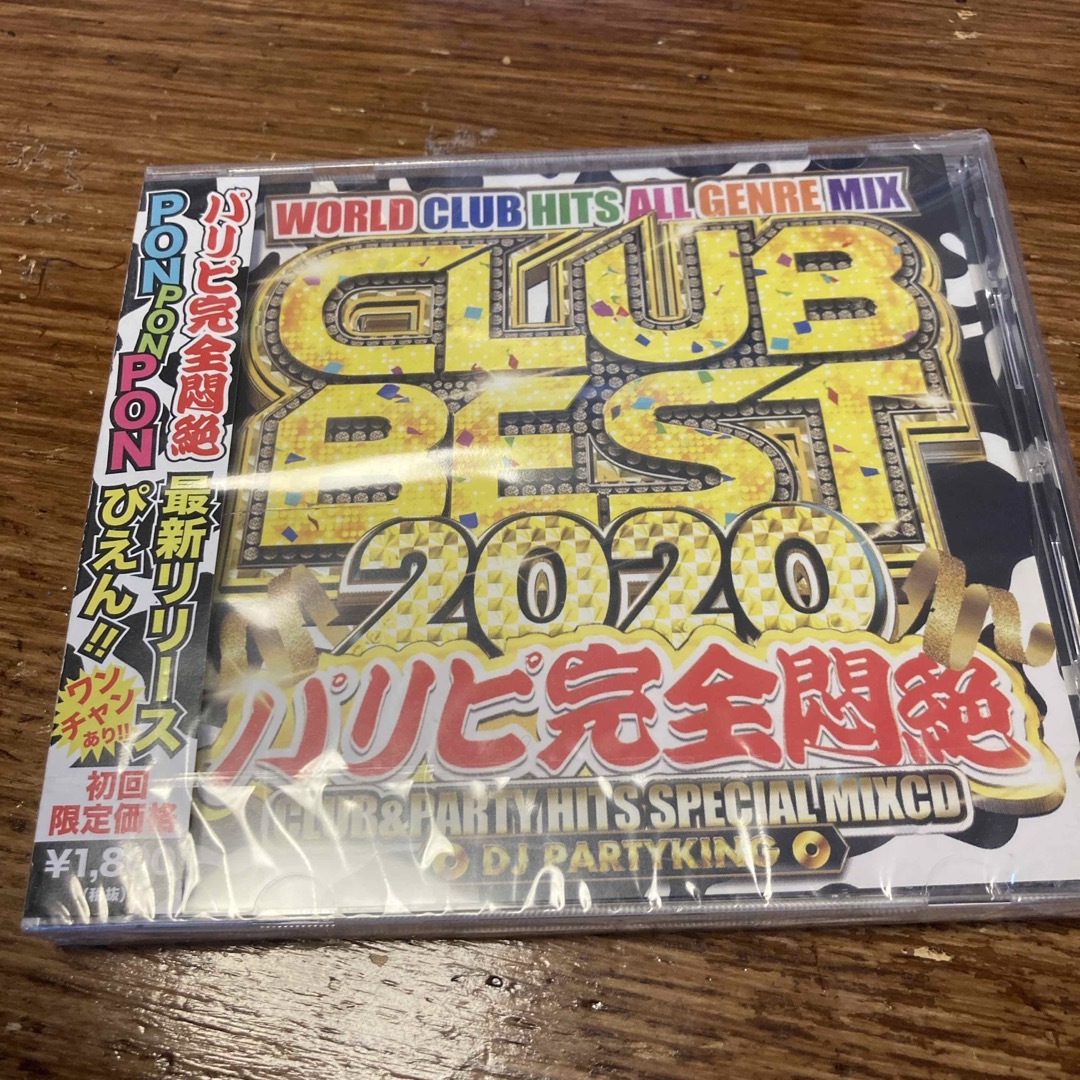 WORLD CLUB HITS ALL GENRE MIX
CLUB
BEST
2020
パリピ完全悶絶
CLUB&PARTY HITS SPECIAL MIXCD
DJ PARTYKING
パリピ完全悶絶
PON PON PON
最新リリース
ぴえん!!
ワン
チャン
あり!!
初回
限定価格
(税抜)